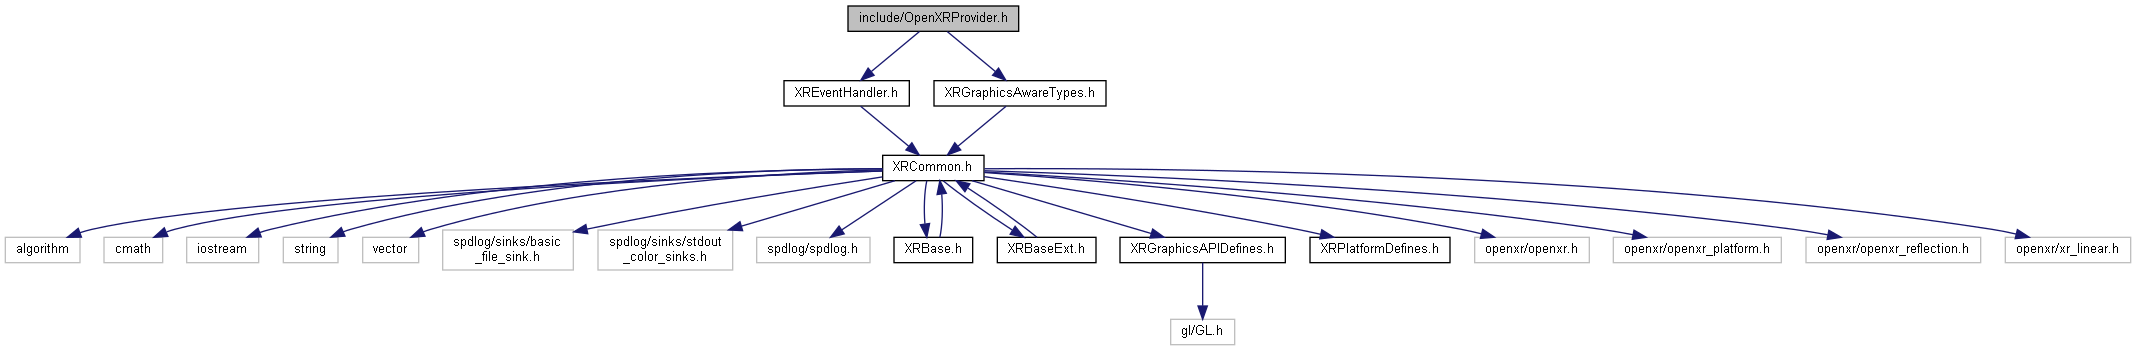 include/OpenXRProvider.h
XREventHandler.h
XRGraphicsAwareTypes.h
XRCommon.h
algorithm
cmath
iostream
string
vector
spdlog/sinks/basic
_file_sink.h
spdlog/sinks/stdout
_color_sinks.h
spdlog/spdlog.h
XRBase.h
XRBaseExt.h
XRGraphicsAPIDefines.h
XRPlatformDefines.h
openxr/openxr.h
openxr/openxr_platform.h
openxr/openxr_reflection.h
openxr/xr_linear.h
gl/GL.h